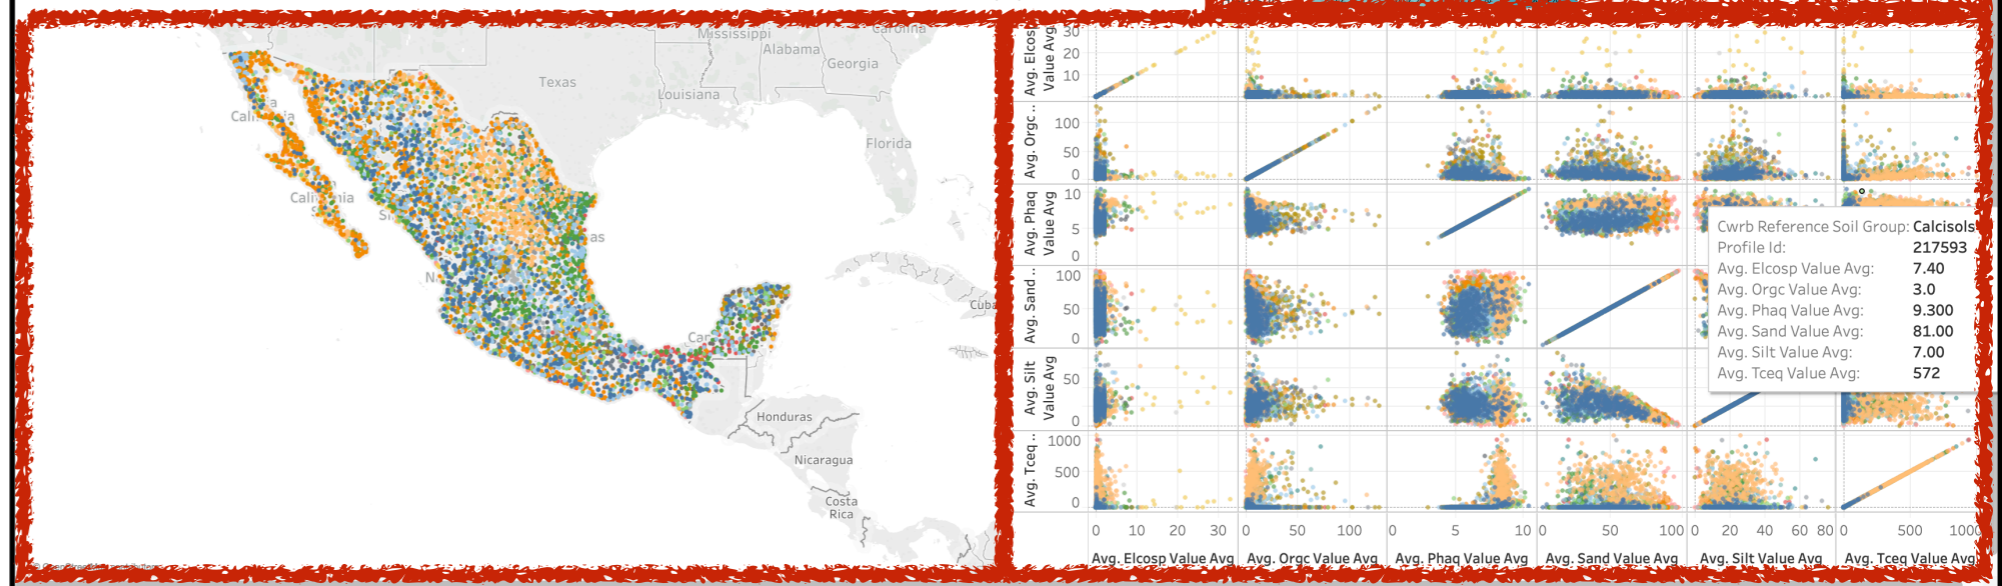 Mississippi
Carolina
Alabama
Georgia
Texas
Louisiana
Florida
Cuba
Honduras
Nicaragua
Costa
Rica
Avg. Elcosp
Value Avg
30
20
10
0
Avg. Orgc ..
100
50
0
Avg. Phaq
Value Avg
10
5
0
Avg. Sand ..
100
50
0
Avg. Silt
Value Avg
50
0
Avg. Tceq ..
1000
500
0
Cwrb Reference Soil Group: Calcisols
Profile Id: 217593
Avg. Elcosp Value Avg: 7.40
Avg. Orgc Value Avg: 3.0
Avg. Phaq Value Avg: 9.300
Avg. Sand Value Avg: 81.00
Avg. Silt Value Avg: 7.00
Avg. Tceq Value Avg: 572
0 10 20 30 0 50 100 0 5 10 0 50 100 0 20 40 60 80 0 500 1000
Avg. Elcosp Value Avg Avg. Orgc Value Avg Avg. Phaq Value Avg Avg. Sand Value Avg Avg. Silt Value Avg Avg. Tceq Value Avg